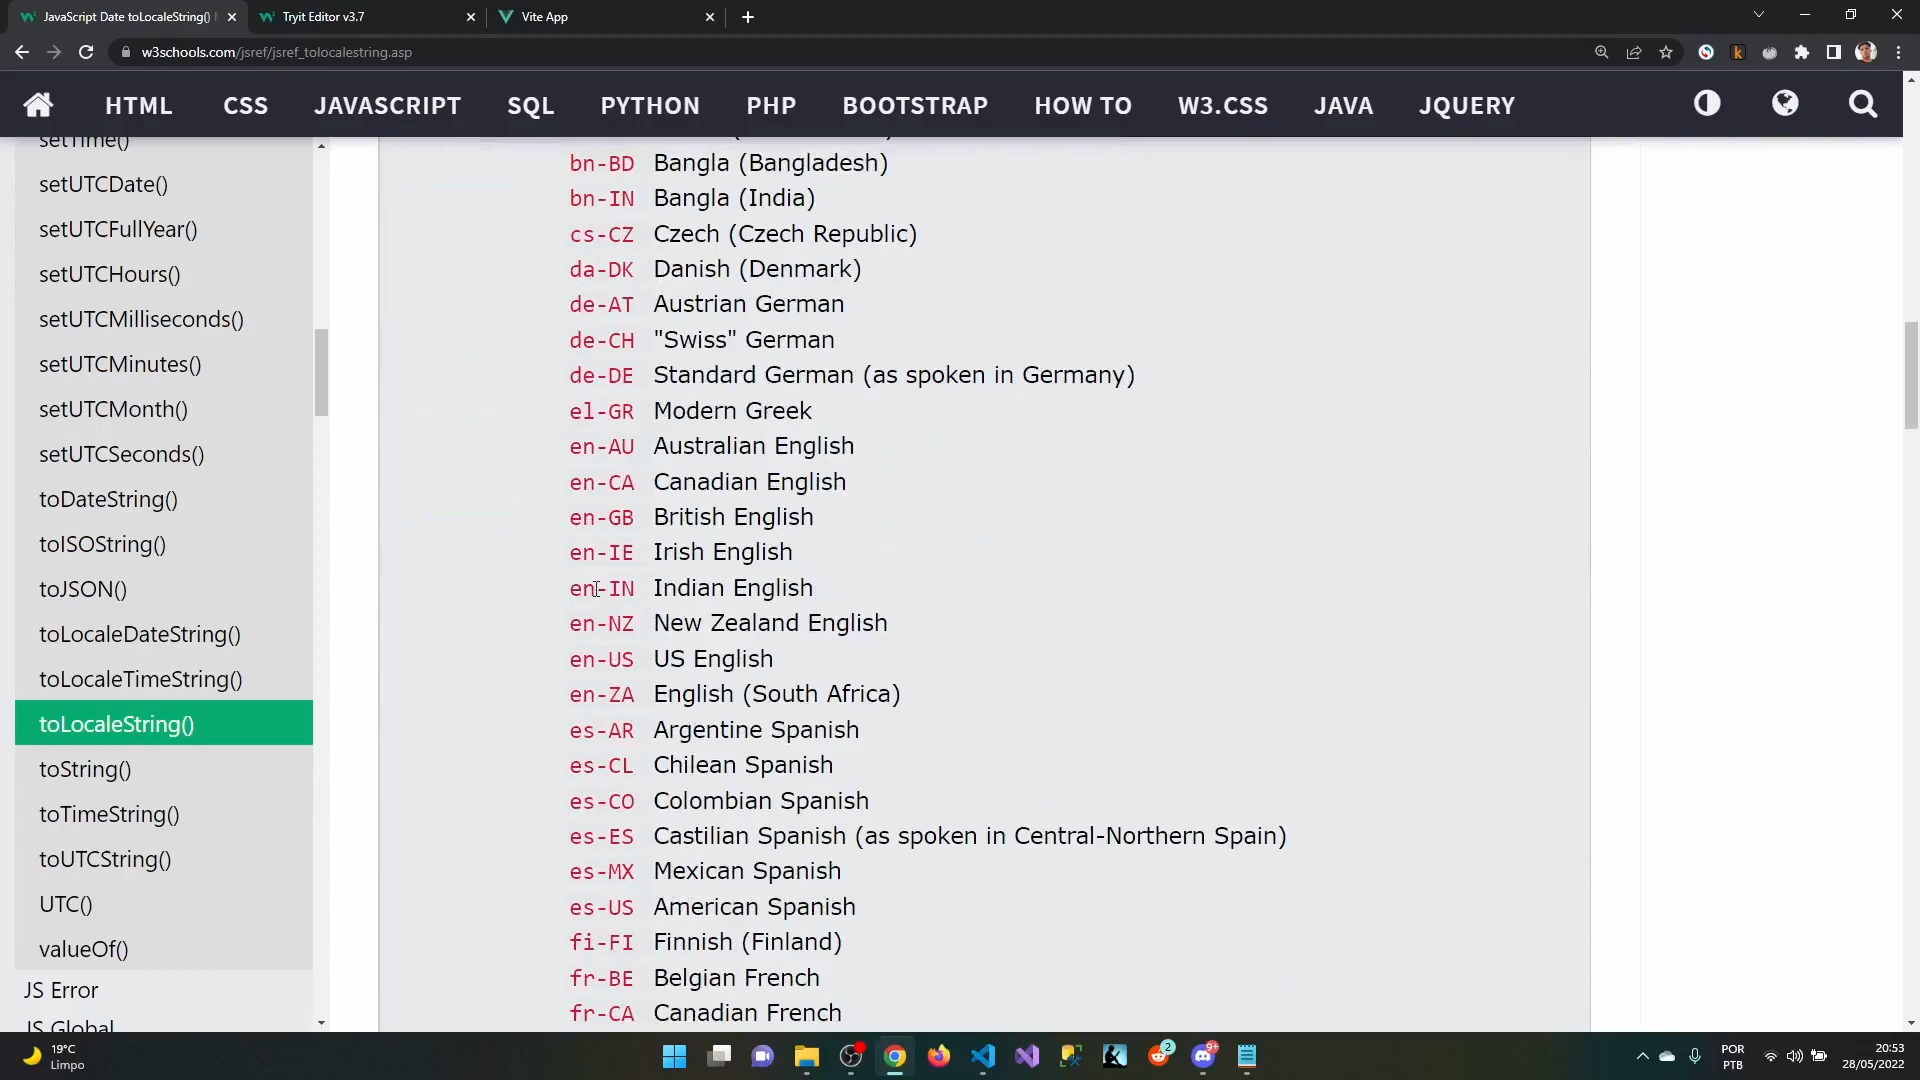 JavaScript Date toLocaleString()
Tryit Editor v3.7
Vite App
w3schools.com/jsref/jsref_tolocalestring.asp
HTML
CSS
JAVASCRIPT
SQL
PYTHON
PHP
BOOTSTRAP
HOW TO
W3.CSS
JAVA
JQUERY
setTime()
setUTCDate()
setUTCFullYear()
setUTCHours()
setUTCMilliseconds()
setUTCMinutes()
setUTCMonth()
setUTCSeconds()
toDateString()
toISOString()
toJSON()
toLocaleDateString()
toLocaleTimeString()
toLocaleString()
toString()
toTimeString()
toUTCString()
UTC()
valueOf()
JS Error
JS Global
bn-BD Bangla (Bangladesh)
bn-IN Bangla (India)
cs-CZ Czech (Czech Republic)
da-DK Danish (Denmark)
de-AT Austrian German
de-CH "Swiss" German
de-DE Standard German (as spoken in Germany)
el-GR Modern Greek
en-AU Australian English
en-CA Canadian English
en-GB British English
en-IE Irish English
en-IN Indian English
en-NZ New Zealand English
en-US US English
en-ZA English (South Africa)
es-AR Argentine Spanish
es-CL Chilean Spanish
es-CO Colombian Spanish
es-ES Castilian Spanish (as spoken in Central-Northern Spain)
es-MX Mexican Spanish
es-US American Spanish
fi-FI Finnish (Finland)
fr-BE Belgian French
fr-CA Canadian French
19°C
Limpo
2
9+
POR
PTB
20:53
28/05/2022